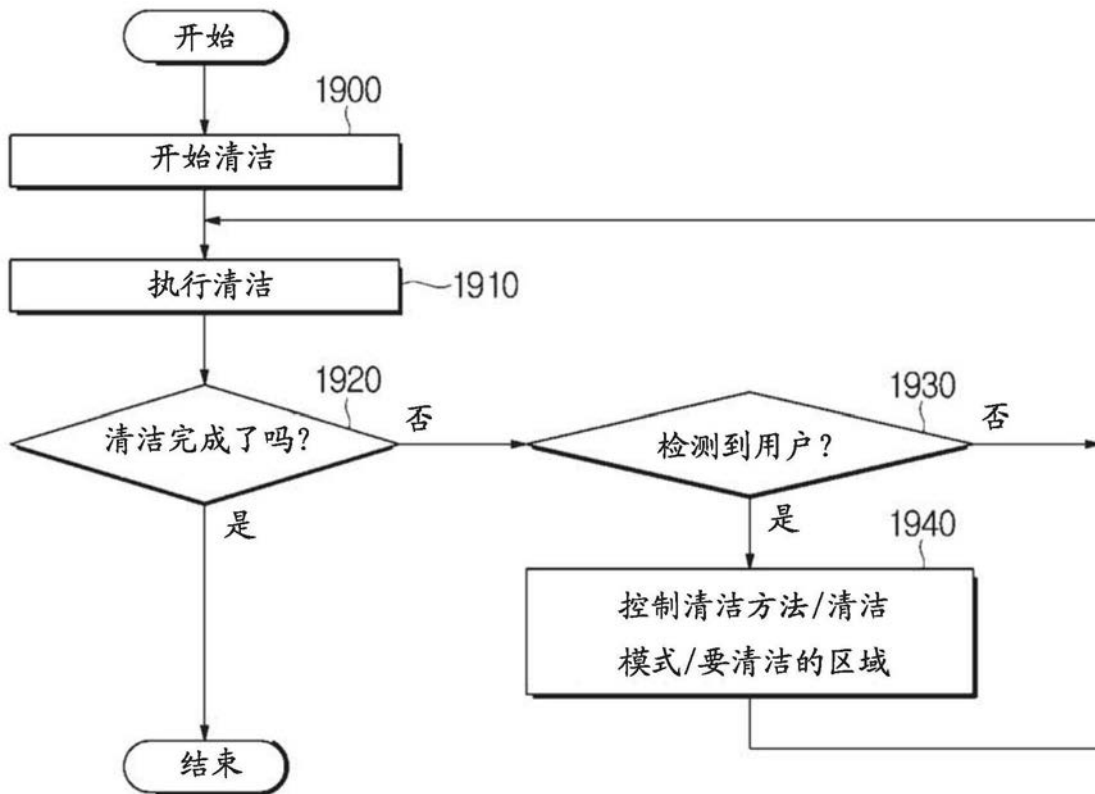 开始
1900
开始清洁
执行清洁
1910
1920
清洁完成了吗?
否
是
1930
检测到用户?
否
是
1940
控制清洁方法/清洁
模式/要清洁的区域
结束